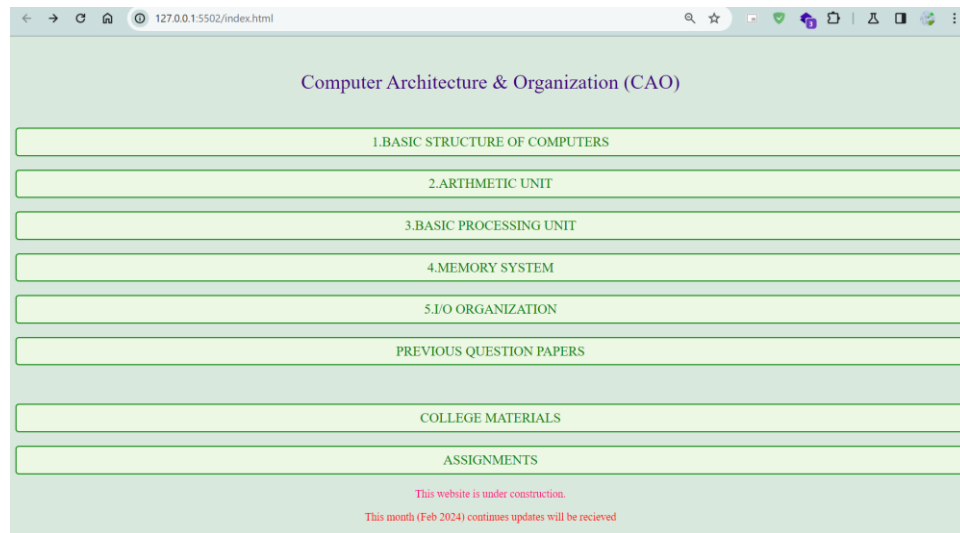 127.0.0.1:5502/index.html
Computer Architecture & Organization (CAO)
1.BASIC STRUCTURE OF COMPUTERS
2.ARTHMETIC UNIT
3.BASIC PROCESSING UNIT
4.MEMORY SYSTEM
5.I/O ORGANIZATION
PREVIOUS QUESTION PAPERS
COLLEGE MATERIALS
ASSIGNMENTS
This website is under construction.
This month (Feb 2024) continues updates will be recieved